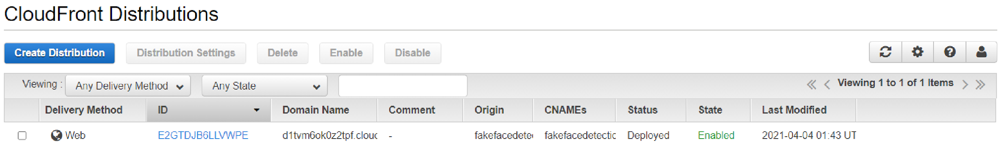 CloudFront Distributions
Create Distribution Distribution Settings Delete Enable Disable
Viewing : Any Delivery Method Any State Viewing 1 to 1 of 1 Items
Delivery Method ID Domain Name Comment Origin CNAMEs Status State Last Modified
Web E2GTDJB6LLVWPE d1tvm6ok0z2tpf.clouc - fakefacedete fakefacedetectic Deployed Enabled 2021-04-04 01:43 UT